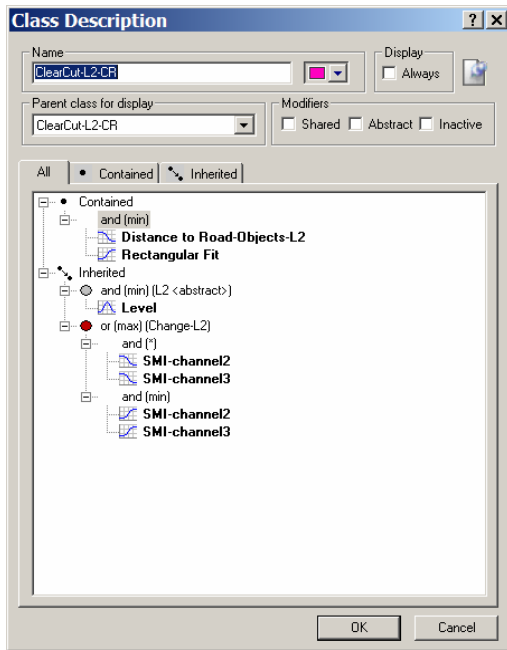 Class Description
Name
Display
ClearCut-L2-CR
Always
Parent class for display
Modifiers
ClearCut-L2-CR
Shared Abstract Inactive
All Contained Inherited
Contained
and (min)
Distance to Road-Objects-L2
Rectangular Fit
Inherited
and (min) (L2 <abstract>)
Level
or (max) (Change-L2)
and (*)
SMI-channel2
SMI-channel3
and (min)
SMI-channel2
SMI-channel3
OK Cancel